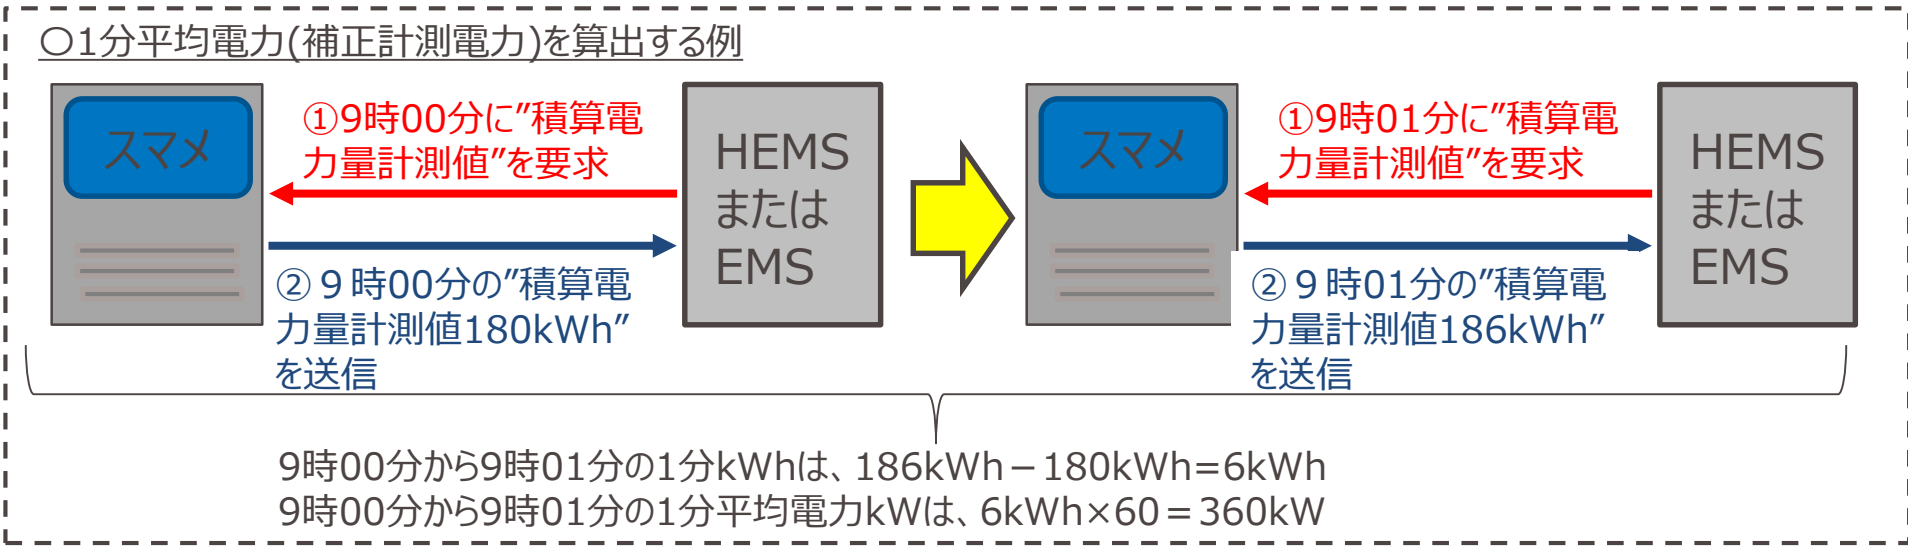 〇1分平均電力(補正計測電力)を算出する例
スマメ
①9時00分に”積算電
力量計測値”を要求
② 9 時00分の”積算電
力量計測値180kWh”
を送信
HEMS
または
EMS
スマメ
①9時01分に”積算電
力量計測値”を要求
② 9 時01分の”積算電
力量計測値186kWh”
を送信
HEMS
または
EMS
9時00分から9時01分の1分kWhは、186kWh－180kWh=6kWh
9時00分から9時01分の1分平均電力kWは、6kWh×60＝360kW